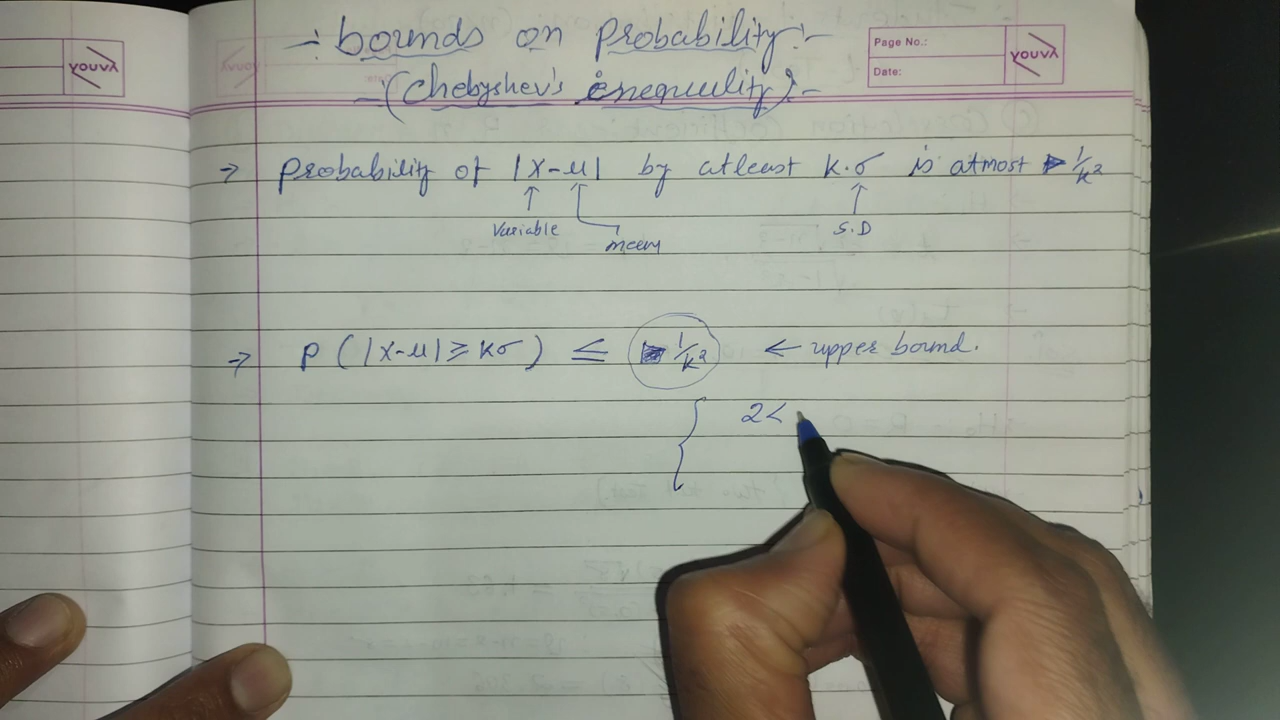 -: bounds on probability :-
-(Chebyshev's inequality) :-
Page No.:
Date:
YOUVA
YOUVA
→ probability of |X-μ| by atleast K.σ is atmost 1/k²
Variable
mean
S.D
→ P ( |X-μ| ≥ Kσ ) ≤ 1/k² ← upper bound.
{ 2<